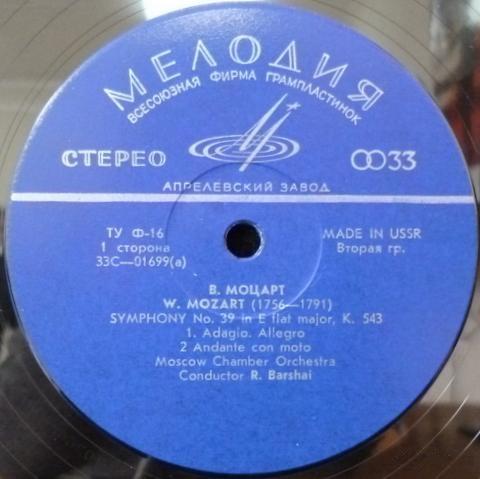 МЕЛОДИЯ
ВСЕСОЮЗНАЯ ФИРМА ГРАМПЛАСТИНОК
СТЕРЕО 33
АПРЕЛЕВСКИЙ ЗАВОД
ТУ Ф-16 MADE IN USSR
1 сторона Вторая гр.
33С—01699(а)
В. МОЦАРТ
W. MOZART (1756—1791)
SYMPHONY No. 39 in E flat major, K. 543
1. Adagio. Allegro
2 Andante con moto
Moscow Chamber Orchestra
Conductor R. Barshai